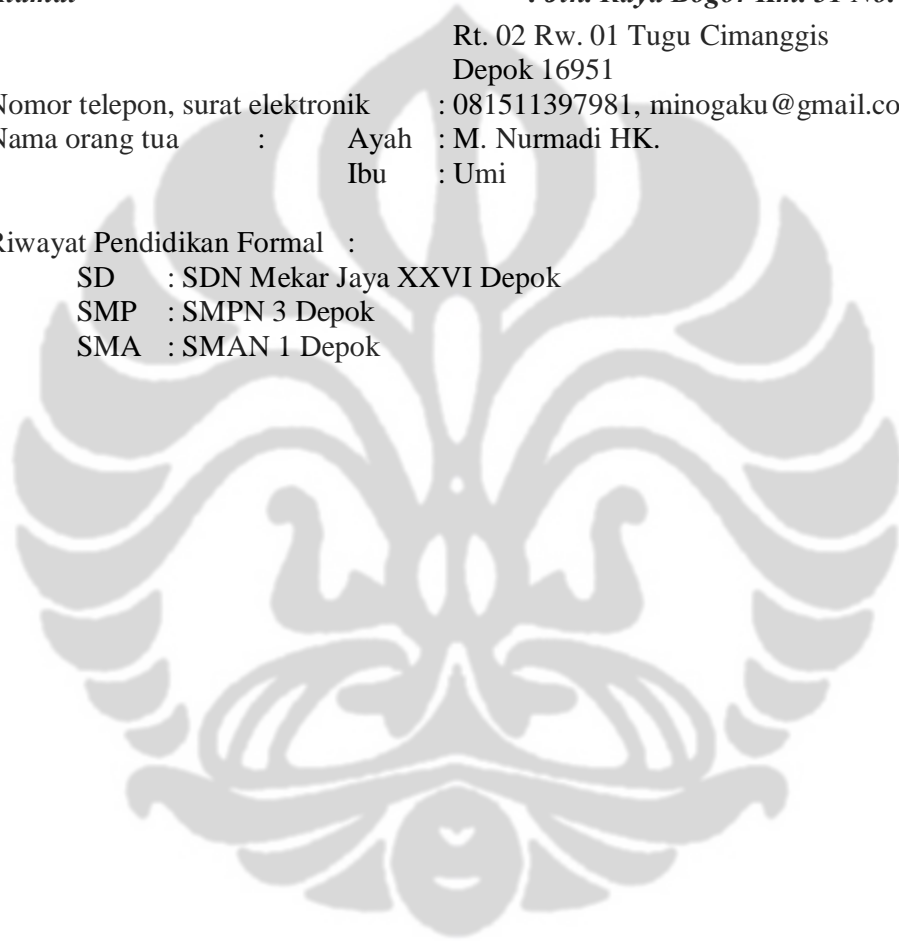 Rt. 02 Rw. 01 Tugu Cimanggis
Depok 16951
Nomor telepon, surat elektronik : 081511397981, minogaku@gmail.co
Nama orang tua : Ayah : M. Nurmadi HK.
Ibu : Umi
Riwayat Pendidikan Formal :
SD : SDN Mekar Jaya XXVI Depok
SMP : SMPN 3 Depok
SMA : SMAN 1 Depok